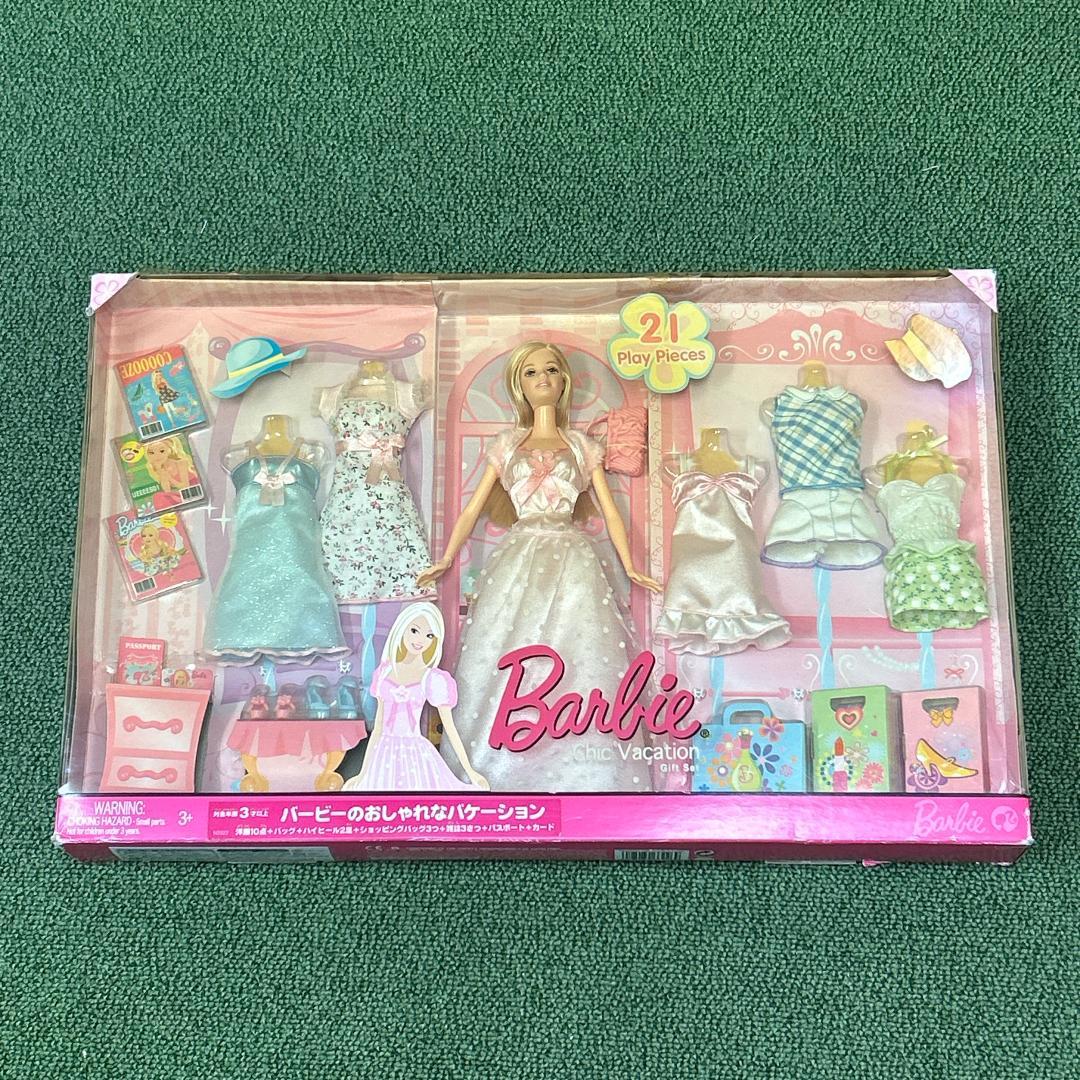 COOOOZE
21
Play Pieces
Barbie
PASSPORT
Barbie
Chic Vacation
Gift Set
WARNING:
CHOKING HAZARD - Small parts.
Not for children under 3 years.
3+
対象年齢3才以上
バービーのおしゃれなバケーション
洋服10点+バッグ+ハイヒール2足+ショッピングバッグ3つ+雑誌3さつ+パスポート+カード
Barbie